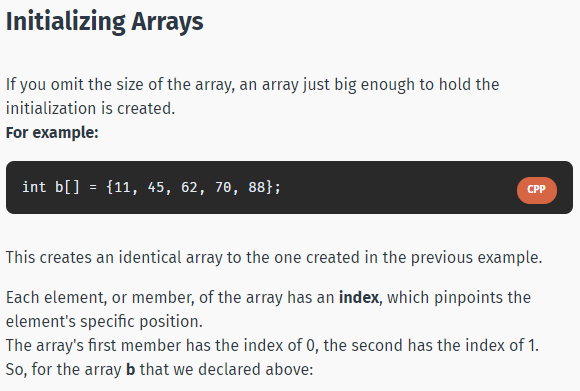 Initializing Arrays
If you omit the size of the array, an array just big enough to hold the
initialization is created.
For example:
int b[] = {11, 45, 62, 70, 88};
CPP
This creates an identical array to the one created in the previous example.
Each element, or member, of the array has an index, which pinpoints the
element's specific position.
The array's first member has the index of 0, the second has the index of 1.
So, for the array b that we declared above: